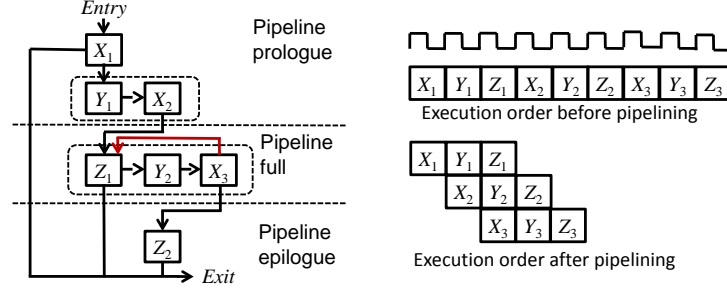 Entry
Pipeline
prologue
X1
Y1 X2
Pipeline
full
Z1 Y2 X3
Pipeline
epilogue
Z2
Exit
X1 Y1 Z1 X2 Y2 Z2 X3 Y3 Z3
Execution order before pipelining
X1 Y1 Z1
X2 Y2 Z2
X3 Y3 Z3
Execution order after pipelining